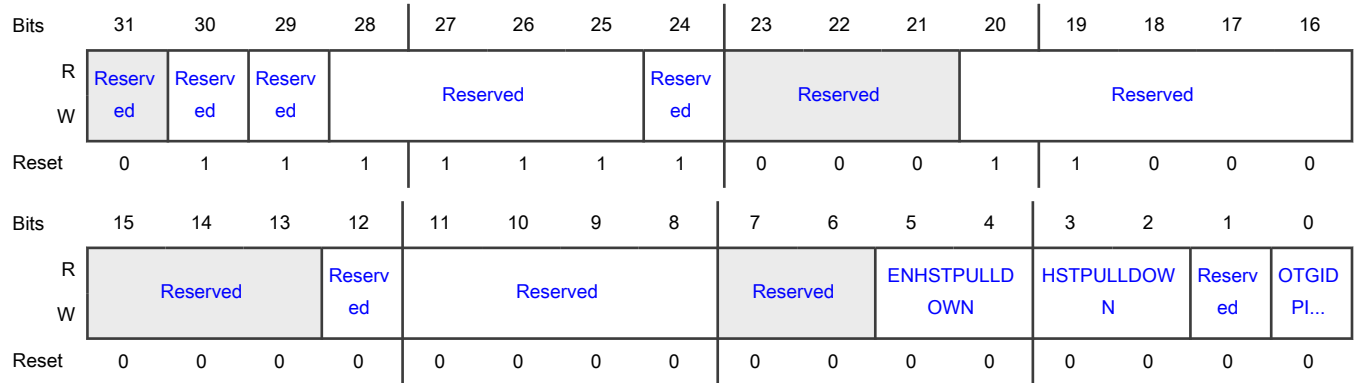 Bits 31 30 29 28 27 26 25 24 23 22 21 20 19 18 17 16
R Reserv Reserv Reserv Reserved Reserv Reserved Reserved
W ed ed ed ed
Reset 0 1 1 1 1 1 1 1 0 0 0 1 1 0 0 0
Bits 15 14 13 12 11 10 9 8 7 6 5 4 3 2 1 0
R Reserved Reserv Reserved Reserved ENHSTPULLD HSTPULLDOW Reserv OTGID
W ed OWN N ed PI...
Reset 0 0 0 0 0 0 0 0 0 0 0 0 0 0 0 0